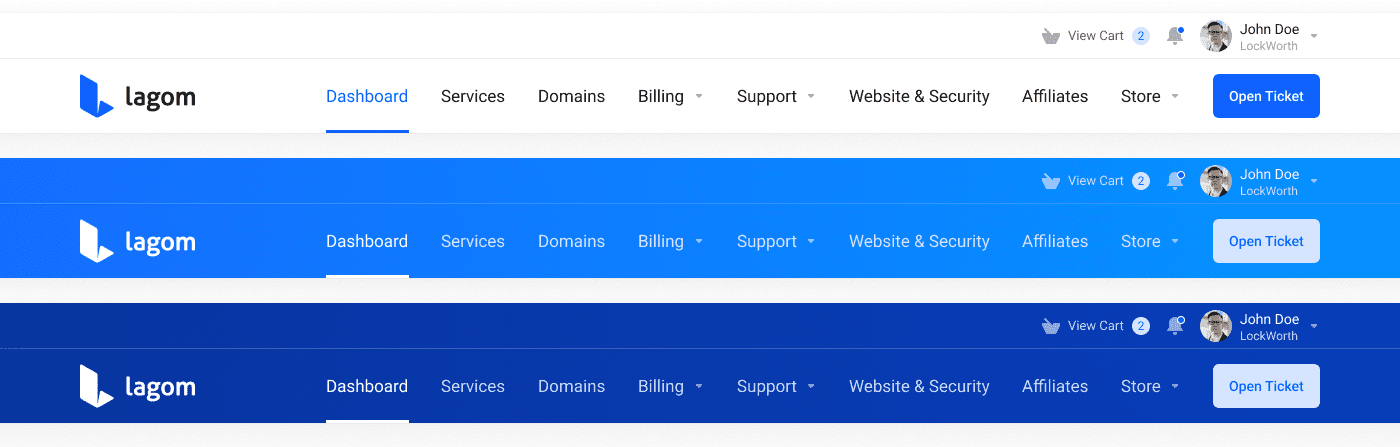 View Cart 2 John Doe
LockWorth
lagom Dashboard Services Domains Billing Support Website & Security Affiliates Store Open Ticket
View Cart 2 John Doe
LockWorth
lagom Dashboard Services Domains Billing Support Website & Security Affiliates Store Open Ticket
View Cart 2 John Doe
LockWorth
lagom Dashboard Services Domains Billing Support Website & Security Affiliates Store Open Ticket